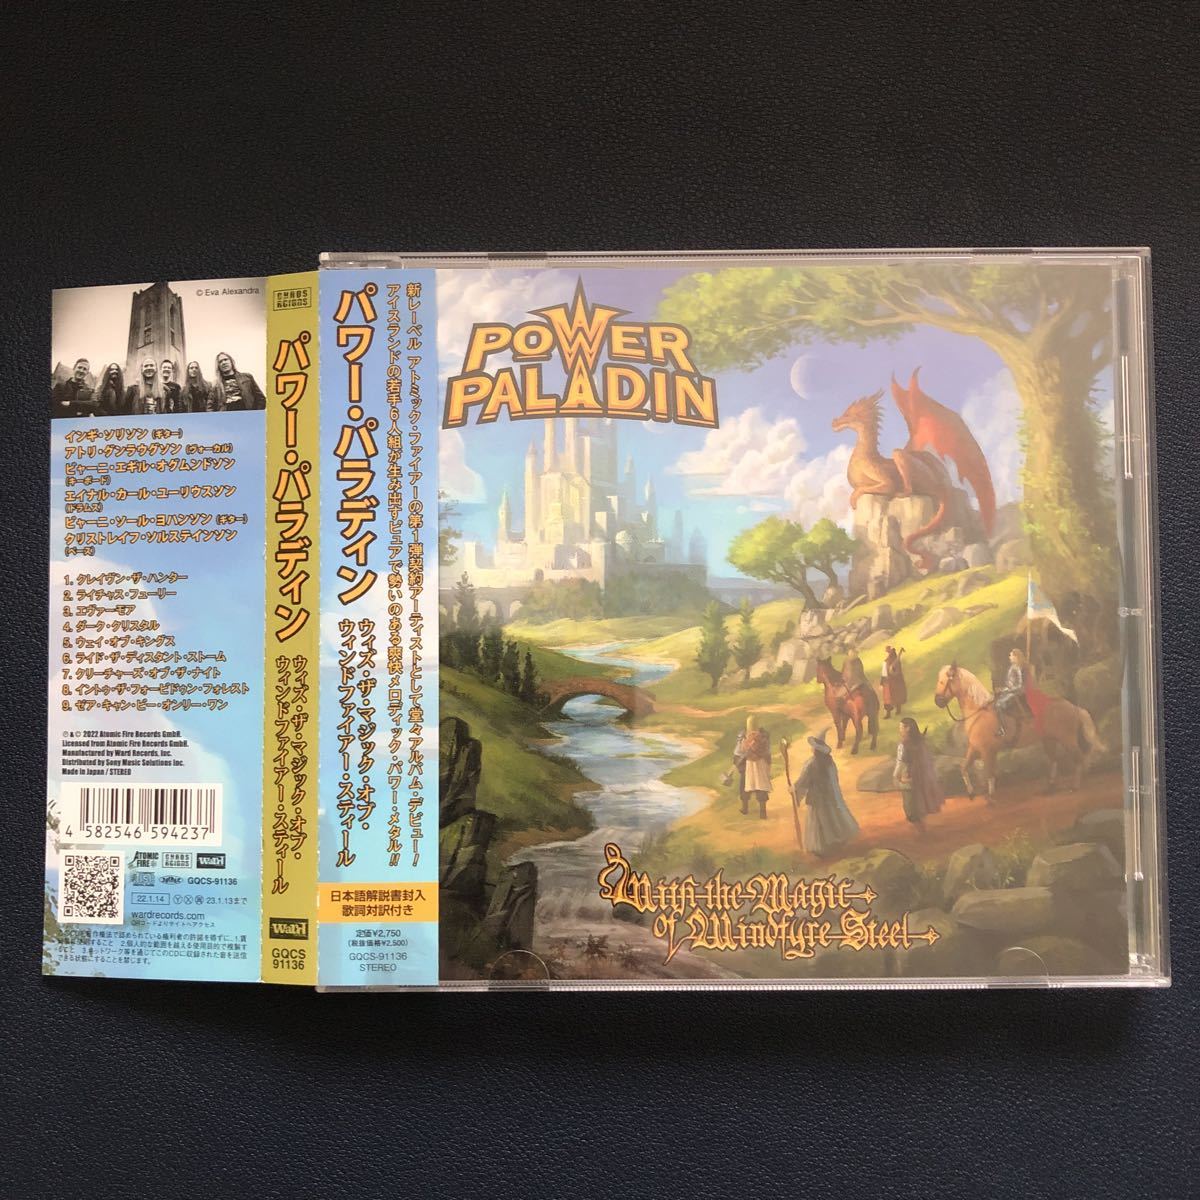 © Eva Alexandra
インギ・ソリソン (ギター)
アトリ・グンラウグソン (ヴォーカル)
ビャーニ・エギル・オグムンドソン
(キーボード)
エイナル・カール・ユーリウスソン
(ドラムス)
ビャーニ・ソール・ヨハンソン (ギター)
クリストレイフ・ソルステインソン
(ベース)
1. クレイヴン・ザ・ハンター
2. ライチャス・フューリー
3. エヴァーモア
4. ダーク・クリスタル
5. ウェイ・オブ・キングス
6. ライド・ザ・ディスタント・ストーム
7. クリーチャーズ・オブ・ザ・ナイト
8. イントゥ・ザ・フォービドゥン・フォレスト
9. ゼア・キャン・ビー・オンリー・ワン
℗ & © 2022 Atomic Fire Records GmbH.
Licensed from Atomic Fire Records GmbH.
Manufactured by Ward Records, Inc.
Distributed by Sony Music Solutions Inc.
Made in Japan / STEREO
4 582546 594237
ATOMIC FIRE
CHAOS REIGNS
WaRd
GQCS-91136
22.1.14
23.1.13まで
wardrecords.com
QRコードよりサイトへアクセス
CHAOS REIGNS
パワー・パラディン
ウィズ・ザ・マジック・オブ・
ウィンドファイアー・スティール
WaRd
GQCS
91136
新レーベル アトミック・ファイアーの第1弾契約アーティストとして堂々アルバム・デビュー!
アイスランドの若手6人組が生み出すピュアで勢いのある爽快メロディック・パワー・メタル!!
パワー・パラディン
ウィズ・ザ・マジック・オブ・
ウィンドファイアー・スティール
日本語解説書封入
歌詞対訳付き
定価¥2,750
(税抜価格¥2,500)
GQCS-91136
STEREO
POWER
PALADIN
With the Magic
of Windfyre Steel